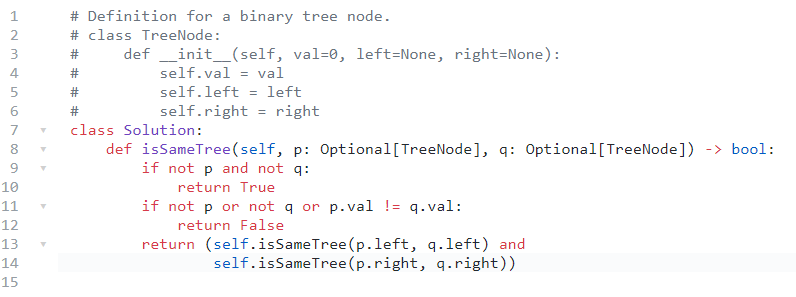 1 # Definition for a binary tree node.
2 # class TreeNode:
3 #     def __init__(self, val=0, left=None, right=None):
4 #         self.val = val
5 #         self.left = left
6 #         self.right = right
7 class Solution:
8     def isSameTree(self, p: Optional[TreeNode], q: Optional[TreeNode]) -> bool:
9         if not p and not q:
10             return True
11         if not p or not q or p.val != q.val:
12             return False
13         return (self.isSameTree(p.left, q.left) and
14                 self.isSameTree(p.right, q.right))
15